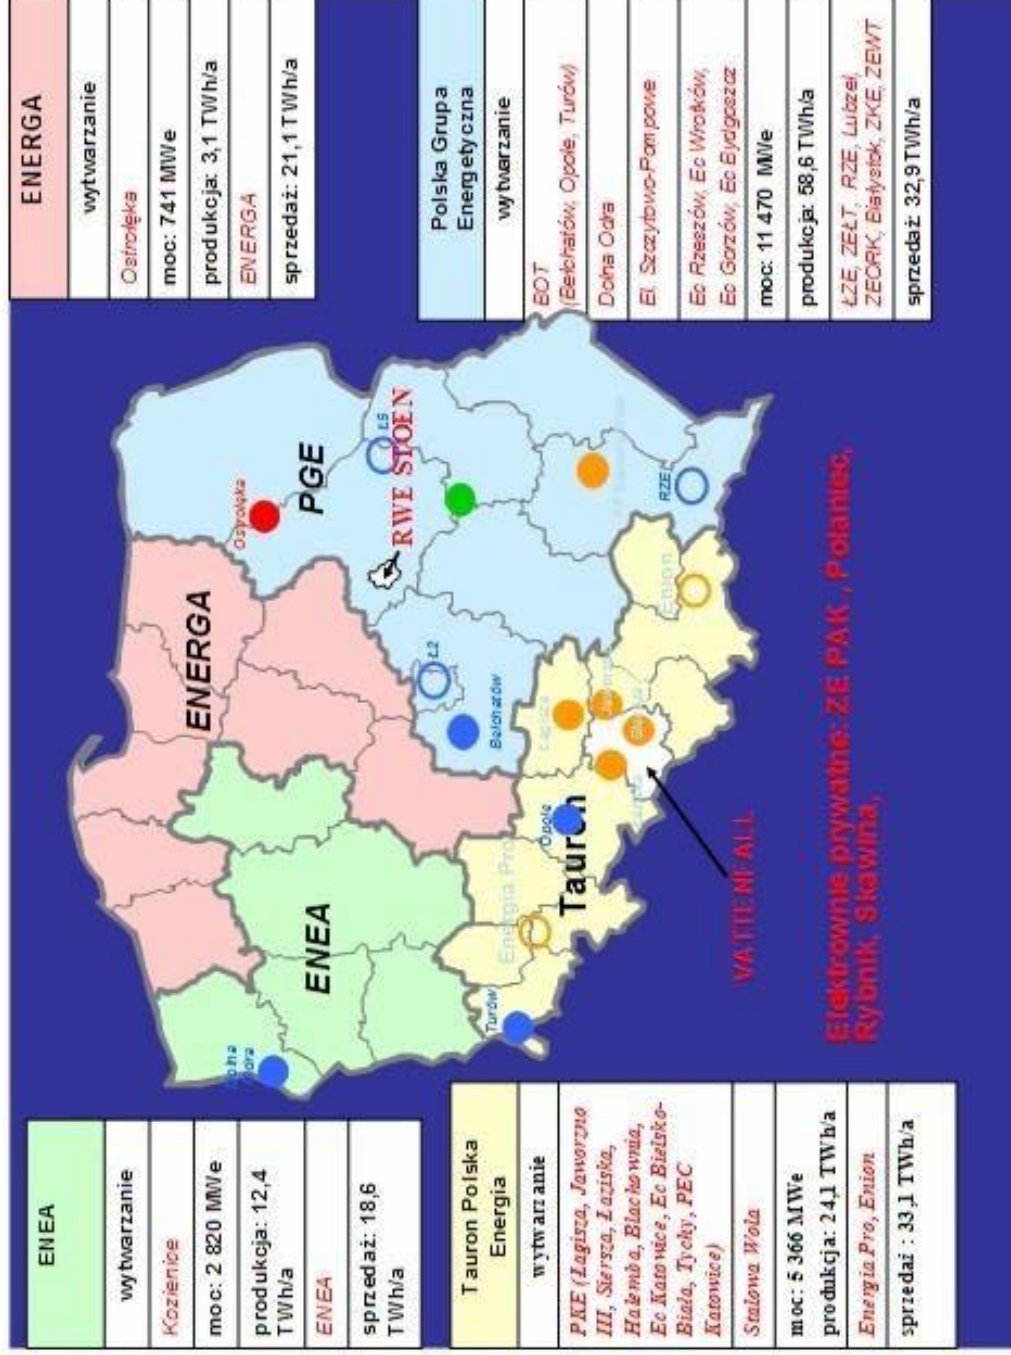 ENEA
wytwarzanie
Kozienice
moc: 2 820 MWe
produkcja: 12,4
TWh/a
ENEA
sprzedaż: 18,6
TWh/a
ENERGA
wytwarzanie
Ostrołęka
moc: 741 MWe
produkcja: 3,1 TWh/a
ENERGA
sprzedaż: 21,1 TWh/a
ENERGA
Ostrołęka
PGE
ENEA
Dolna
Odra
RWE STOEN
ŁS
Ł2
Bełchatów
RZE
Turów
Energia Pro
Opole
Tauron
Łagisza
Enion
VATTENFALL
Tauron Polska
Energia
wytwarzanie
PKE (Łagisza, Jaworzno
III, Siersza, Łaziska,
Halemba, Blachownia,
Ec Katowice, Ec Bielsko-
Biała, Tychy, PEC
Katowice)
Stalowa Wola
moc: 5 366 MWe
produkcja: 24,1 TWh/a
Energia Pro, Enion
sprzedaż : 33,1 TWh/a
Polska Grupa
Energetyczna
wytwarzanie
BOT
(Bełchatów, Opole, Turów)
Dolna Odra
El. Szczytowo-Pompowe
Ec Rzeszów, Ec Wrotków,
Ec Gorzów, Ec Bydgoszcz
moc: 11 470 MWe
produkcja: 58,6 TWh/a
ŁZE, ZEŁT, RZE, Lubzel,
ZEORK, Białystok, ZKE, ZEWT
sprzedaż: 32,9TWh/a
Elektrownie prywatne: ZE PAK , Połaniec,
Rybnik, Skawina,